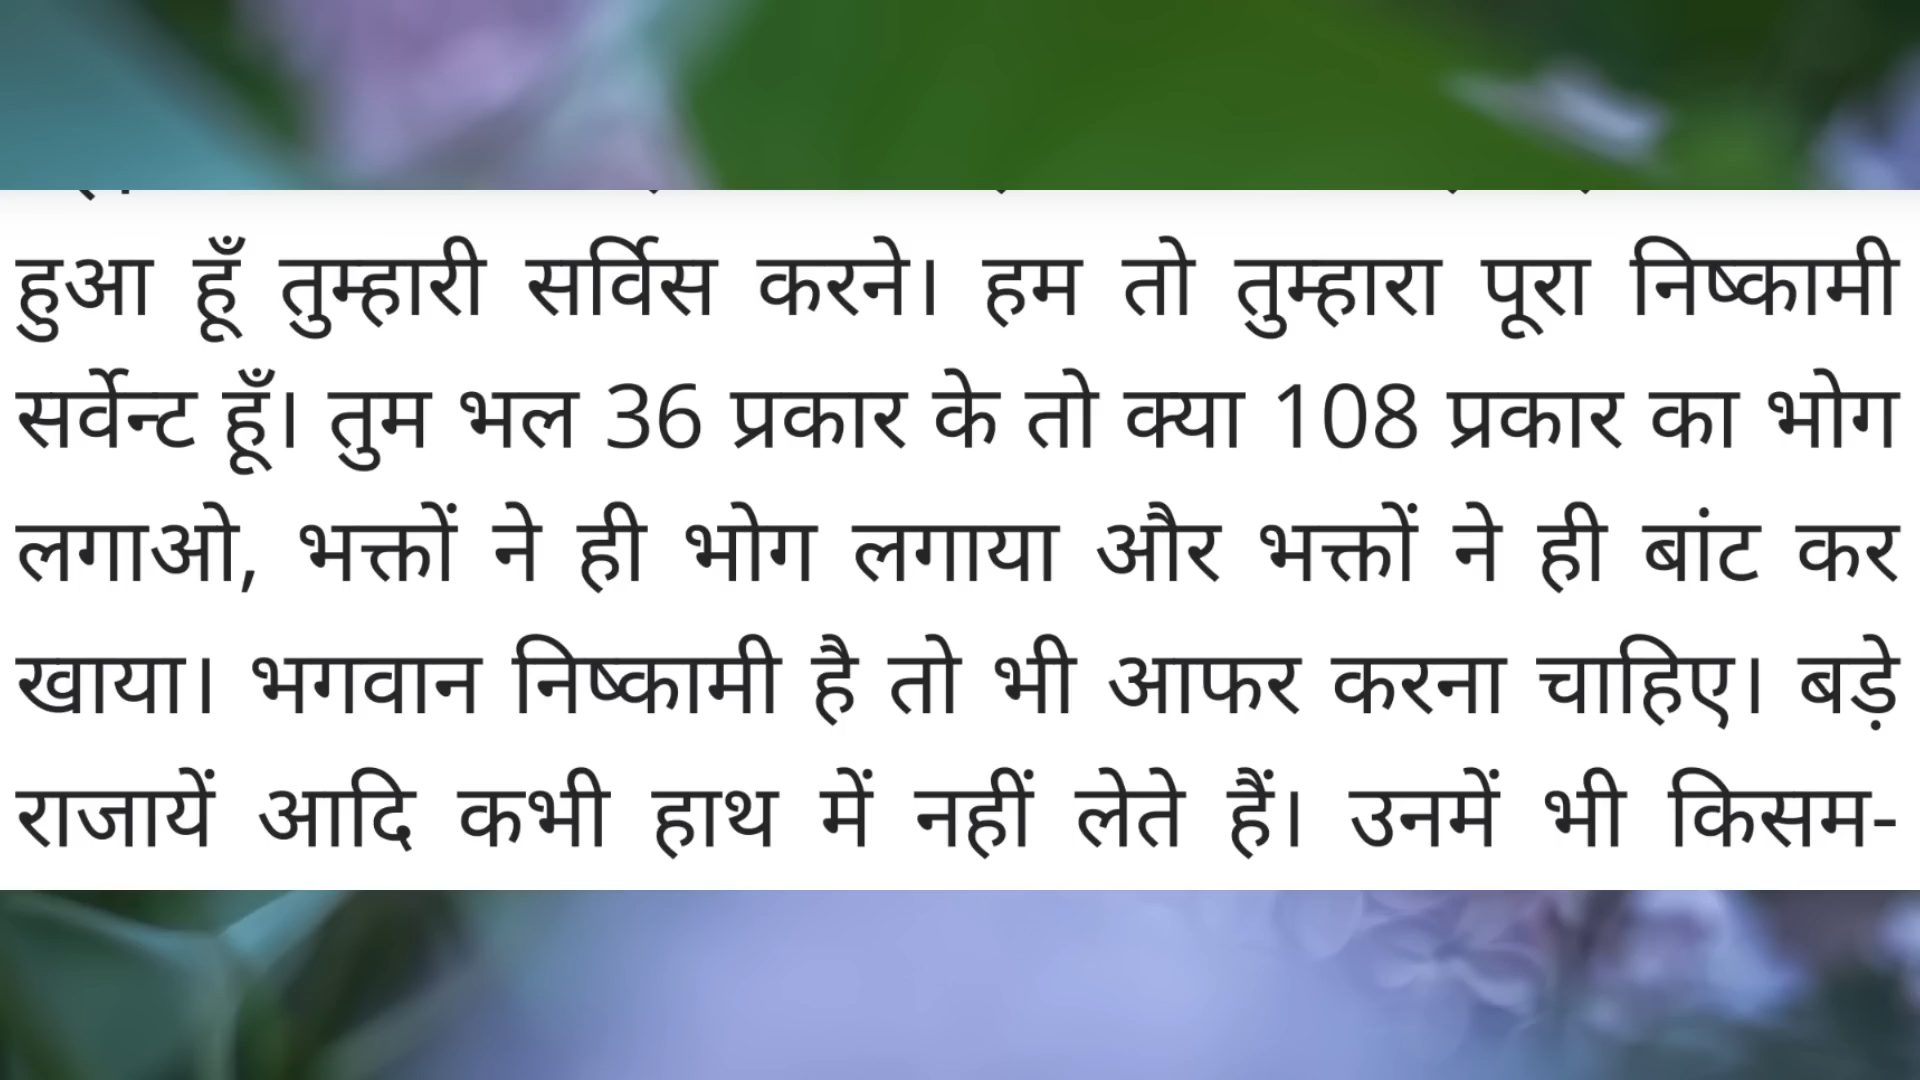 हुआ हूँ तुम्हारी सर्विस करने। हम तो तुम्हारा पूरा निष्कामी
सर्वेन्ट हूँ। तुम भल 36 प्रकार के तो क्या 108 प्रकार का भोग
लगाओ, भक्तों ने ही भोग लगाया और भक्तों ने ही बांट कर
खाया। भगवान निष्कामी है तो भी आफर करना चाहिए। बड़े
राजायें आदि कभी हाथ में नहीं लेते हैं। उनमें भी किसम-